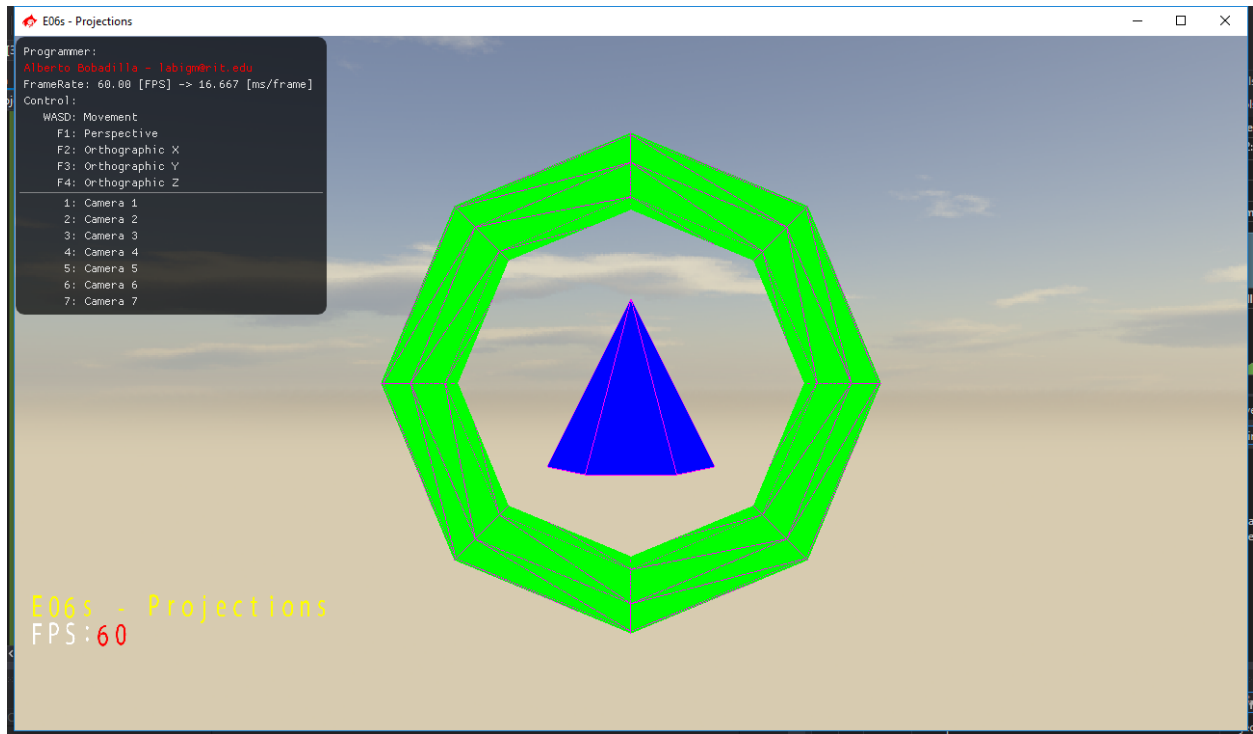 E06s - Projections
Programmer:
Alberto Bobadilla - labigm@rit.edu
FrameRate: 60.00 [FPS] -> 16.667 [ms/frame]
Control:
WASD: Movement
F1: Perspective
F2: Orthographic X
F3: Orthographic Y
F4: Orthographic Z
1: Camera 1
2: Camera 2
3: Camera 3
4: Camera 4
5: Camera 5
6: Camera 6
7: Camera 7
E06s - Projections
FPS:60